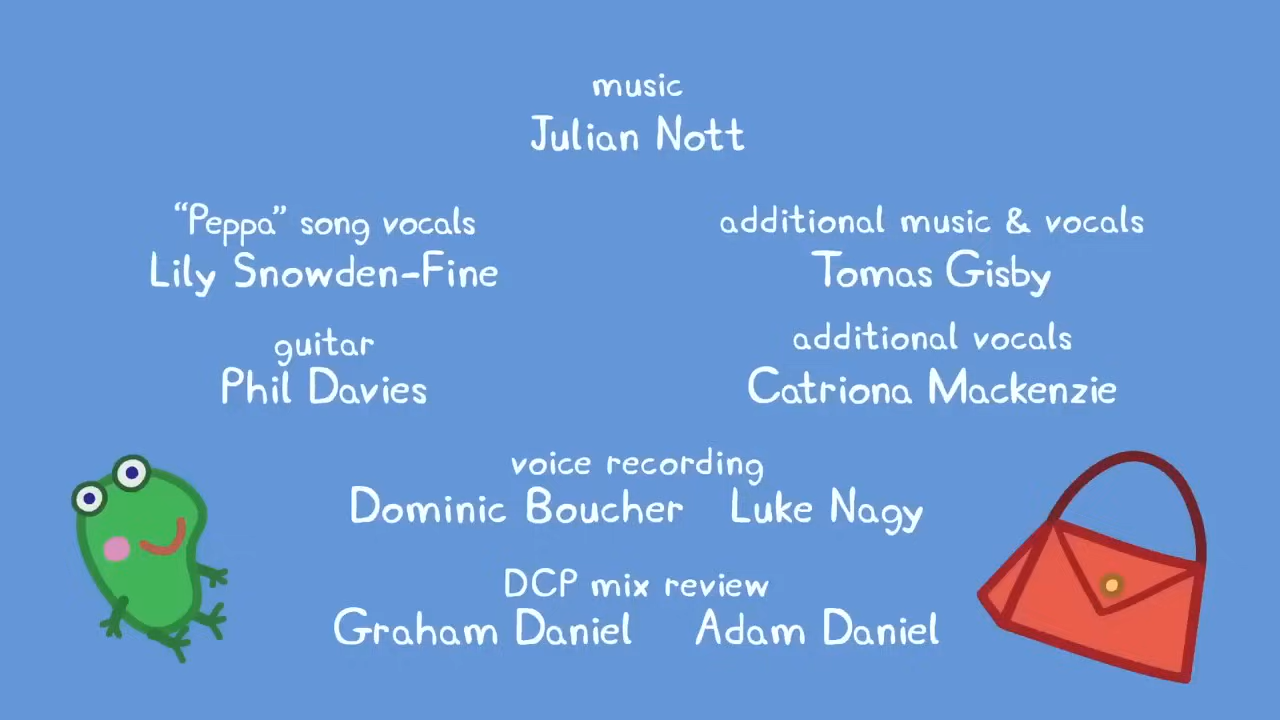 music
Julian Nott
“Peppa” song vocals
Lily Snowden-Fine
additional music & vocals
Tomas Gisby
guitar
Phil Davies
additional vocals
Catriona Mackenzie
voice recording
Dominic Boucher Luke Nagy
DCP mix review
Graham Daniel Adam Daniel